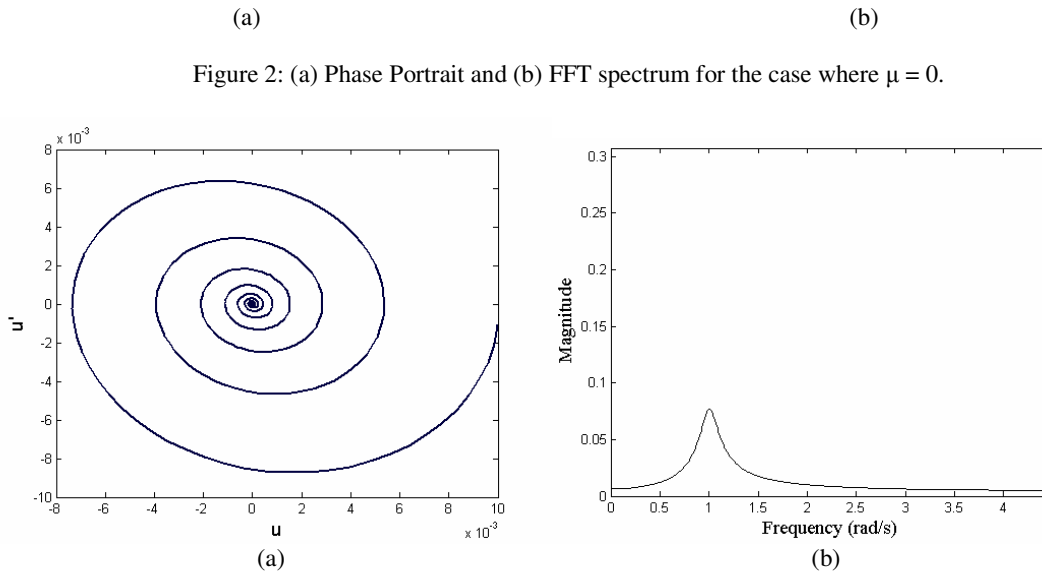 (a) (b)
Figure 2: (a) Phase Portrait and (b) FFT spectrum for the case where μ = 0.
x 10⁻³
8
6
4
2
0
-2
-4
-6
-8
-10
u'
-8 -6 -4 -2 0 2 4 6 8 10
u
x 10⁻³
(a)
0.3
0.25
0.2
0.15
0.1
0.05
0
Magnitude
0 0.5 1 1.5 2 2.5 3 3.5 4
Frequency (rad/s)
(b)